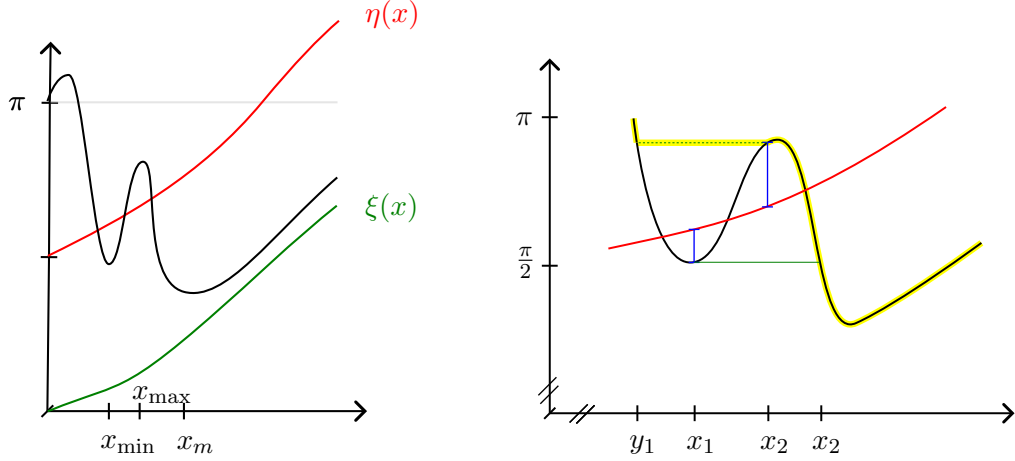 η(x)
π
ξ(x)
x_max
x_min x_m
π
π/2
y_1 x_1 x_2 x_2